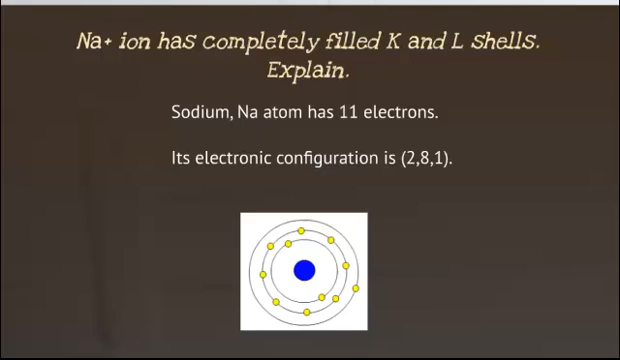 Na+ ion has completely filled K and L shells.
Explain.
Sodium, Na atom has 11 electrons.
Its electronic configuration is (2,8,1).